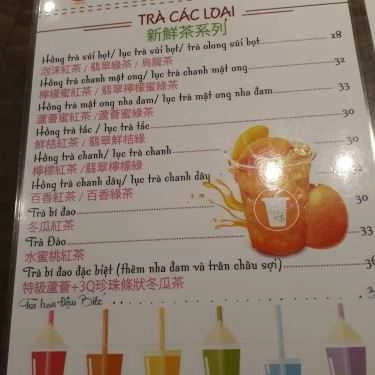 TRÀ CÁC LOẠI
新鮮茶系列
Hồng trà sủi bọt/ lục trà sủi bọt/ trà olong sủi bọt 28
泡沫紅茶 / 翡翠綠茶 / 烏龍茶
Hồng trà chanh mật ong/ lục trà chanh mật ong 32
檸檬蜜紅茶 / 翡翠檸檬蜜綠茶
Hồng trà mật ong nha đam/ lục trà mật ong nha đam 33
蘆薈蜜紅茶 / 蘆薈蜜綠茶
Hồng trà tắc / lục trà tắc 30
鮮桔紅茶 / 翡翠鮮桔綠
Hồng trà chanh/ lục trà chanh 30
檸檬紅茶 / 翡翠檸檬綠
Hồng trà chanh dây/ lục trà chanh dây
百香紅茶 / 百香綠茶
Trà bí đao 30
冬瓜紅茶
Trà Đào 33
水蜜桃紅茶
Trà bí đao đặc biệt (thêm nha đam và trân châu sợi) 36
特級蘆薈+3Q珍珠條狀冬瓜茶